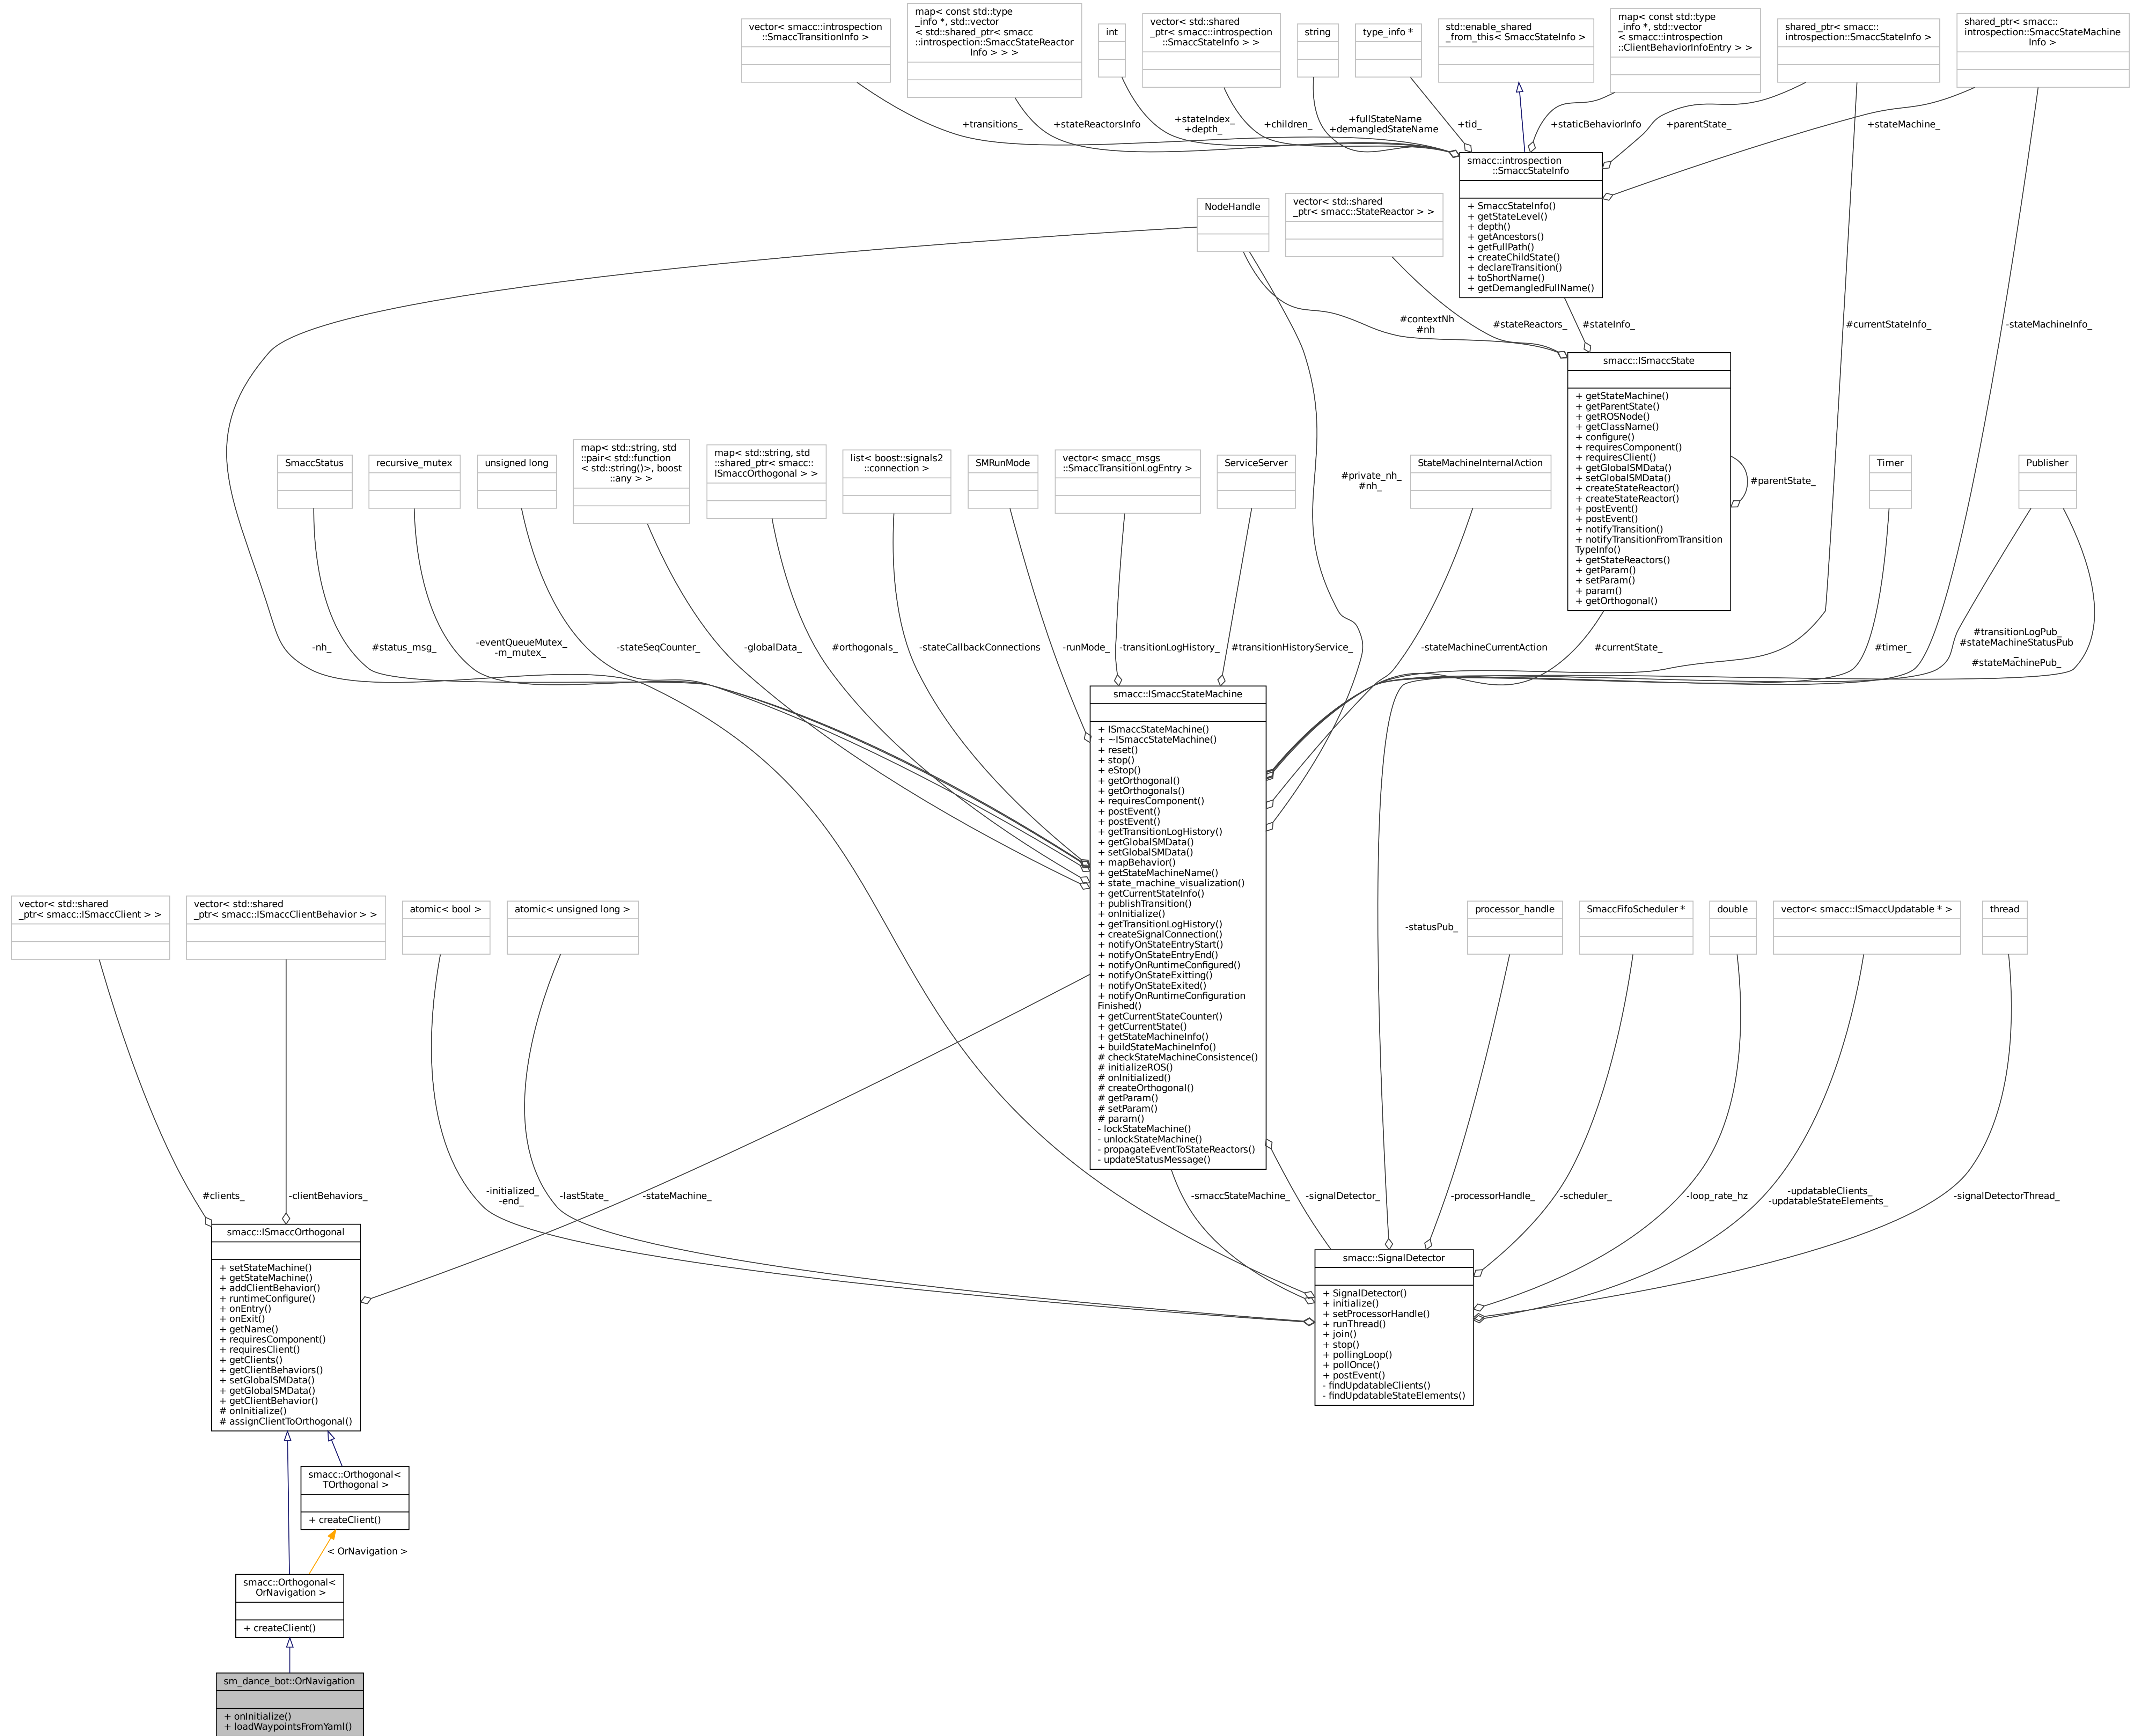 vector< smacc::introspection
::SmaccTransitionInfo >
map< const std::type
_info *, std::vector
< std::shared_ptr< smacc
::introspection::SmaccStateReactor
Info > > >
int
vector< std::shared
_ptr< smacc::introspection
::SmaccStateInfo > >
string
type_info *
std::enable_shared
_from_this< SmaccStateInfo >
map< const std::type
_info *, std::vector
< smacc::introspection
::ClientBehaviorInfoEntry > >
shared_ptr< smacc::
introspection::SmaccStateInfo >
shared_ptr< smacc::
introspection::SmaccStateMachine
Info >
+transitions_
+stateReactorsInfo
+stateIndex_
+depth_
+children_
+fullStateName
+demangledStateName
+tid_
+staticBehaviorInfo
+parentState_
+stateMachine_
smacc::introspection
::SmaccStateInfo
+ SmaccStateInfo()
+ getStateLevel()
+ depth()
+ getAncestors()
+ getFullPath()
+ createChildState()
+ declareTransition()
+ toShortName()
+ getDemangledFullName()
NodeHandle
vector< std::shared
_ptr< smacc::StateReactor > >
#contextNh
#nh
#stateReactors_
#stateInfo_
#currentStateInfo_
-stateMachineInfo_
smacc::ISmaccState
+ getStateMachine()
+ getParentState()
+ getROSNode()
+ getClassName()
+ configure()
+ requiresComponent()
+ requiresClient()
+ getGlobalSMData()
+ setGlobalSMData()
+ createStateReactor()
+ createStateReactor()
+ postEvent()
+ postEvent()
+ notifyTransition()
+ notifyTransitionFromTransition
TypeInfo()
+ getStateReactors()
+ getParam()
+ setParam()
+ param()
+ getOrthogonal()
#parentState_
SmaccStatus
recursive_mutex
unsigned long
map< std::string, std
::pair< std::function
< std::string()>, boost
::any > >
map< std::string, std
::shared_ptr< smacc::
ISmaccOrthogonal > >
list< boost::signals2
::connection >
SMRunMode
vector< smacc_msgs
::SmaccTransitionLogEntry >
ServiceServer
#private_nh_
#nh_
StateMachineInternalAction
Timer
Publisher
-nh_
#status_msg_
-eventQueueMutex_
-m_mutex_
-stateSeqCounter_
-globalData_
#orthogonals_
-stateCallbackConnections
-runMode_
-transitionLogHistory_
#transitionHistoryService_
-stateMachineCurrentAction
#currentState_
#timer_
#transitionLogPub_
#stateMachineStatusPub
_
#stateMachinePub_
smacc::ISmaccStateMachine
+ ISmaccStateMachine()
+ ~ISmaccStateMachine()
+ reset()
+ stop()
+ eStop()
+ getOrthogonal()
+ getOrthogonals()
+ requiresComponent()
+ postEvent()
+ postEvent()
+ getTransitionLogHistory()
+ getGlobalSMData()
+ setGlobalSMData()
+ mapBehavior()
+ getStateMachineName()
+ state_machine_visualization()
+ getCurrentStateInfo()
+ publishTransition()
+ onInitialize()
+ getTransitionLogHistory()
+ createSignalConnection()
+ notifyOnStateEntryStart()
+ notifyOnStateEntryEnd()
+ notifyOnRuntimeConfigured()
+ notifyOnStateExitting()
+ notifyOnStateExited()
+ notifyOnRuntimeConfiguration
Finished()
+ getCurrentStateCounter()
+ getCurrentState()
+ getStateMachineInfo()
+ buildStateMachineInfo()
# checkStateMachineConsistence()
# initializeROS()
# onInitialized()
# createOrthogonal()
# getParam()
# setParam()
# param()
- lockStateMachine()
- unlockStateMachine()
- propagateEventToStateReactors()
- updateStatusMessage()
vector< std::shared
_ptr< smacc::ISmaccClient > >
vector< std::shared
_ptr< smacc::ISmaccClientBehavior > >
atomic< bool >
atomic< unsigned long >
-statusPub_
processor_handle
SmaccFifoScheduler *
double
vector< smacc::ISmaccUpdatable * >
thread
#clients_
-clientBehaviors_
-initialized_
-end_
-lastState_
-stateMachine_
-smaccStateMachine_
-signalDetector_
-processorHandle_
-scheduler_
-loop_rate_hz
-updatableClients_
-updatableStateElements_
-signalDetectorThread_
smacc::ISmaccOrthogonal
+ setStateMachine()
+ getStateMachine()
+ addClientBehavior()
+ runtimeConfigure()
+ onEntry()
+ onExit()
+ getName()
+ requiresComponent()
+ requiresClient()
+ getClients()
+ getClientBehaviors()
+ setGlobalSMData()
+ getGlobalSMData()
+ getClientBehavior()
# onInitialize()
# assignClientToOrthogonal()
smacc::SignalDetector
+ SignalDetector()
+ initialize()
+ setProcessorHandle()
+ runThread()
+ join()
+ stop()
+ pollingLoop()
+ pollOnce()
+ postEvent()
- findUpdatableClients()
- findUpdatableStateElements()
smacc::Orthogonal<
TOrthogonal >
+ createClient()
< OrNavigation >
smacc::Orthogonal<
OrNavigation >
+ createClient()
sm_dance_bot::OrNavigation
+ onInitialize()
+ loadWaypointsFromYaml()